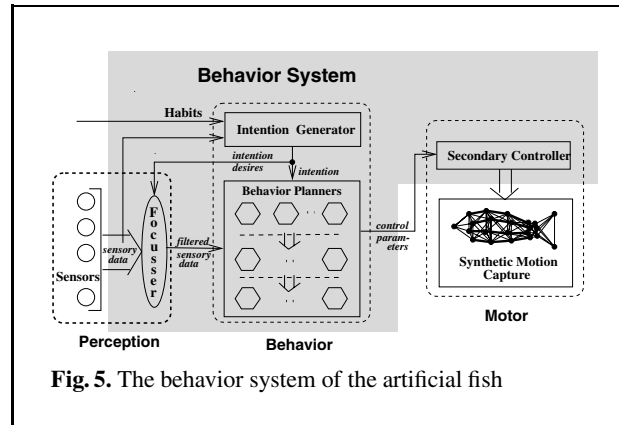 Behavior System
Habits
Intention Generator
intention
desires
intention
Secondary Controller
Behavior Planners
Focusser
sensory
data
Sensors
filtered
sensory
data
control
param-
eters
Synthetic Motion
Capture
Perception
Behavior
Motor
Fig. 5. The behavior system of the artificial fish